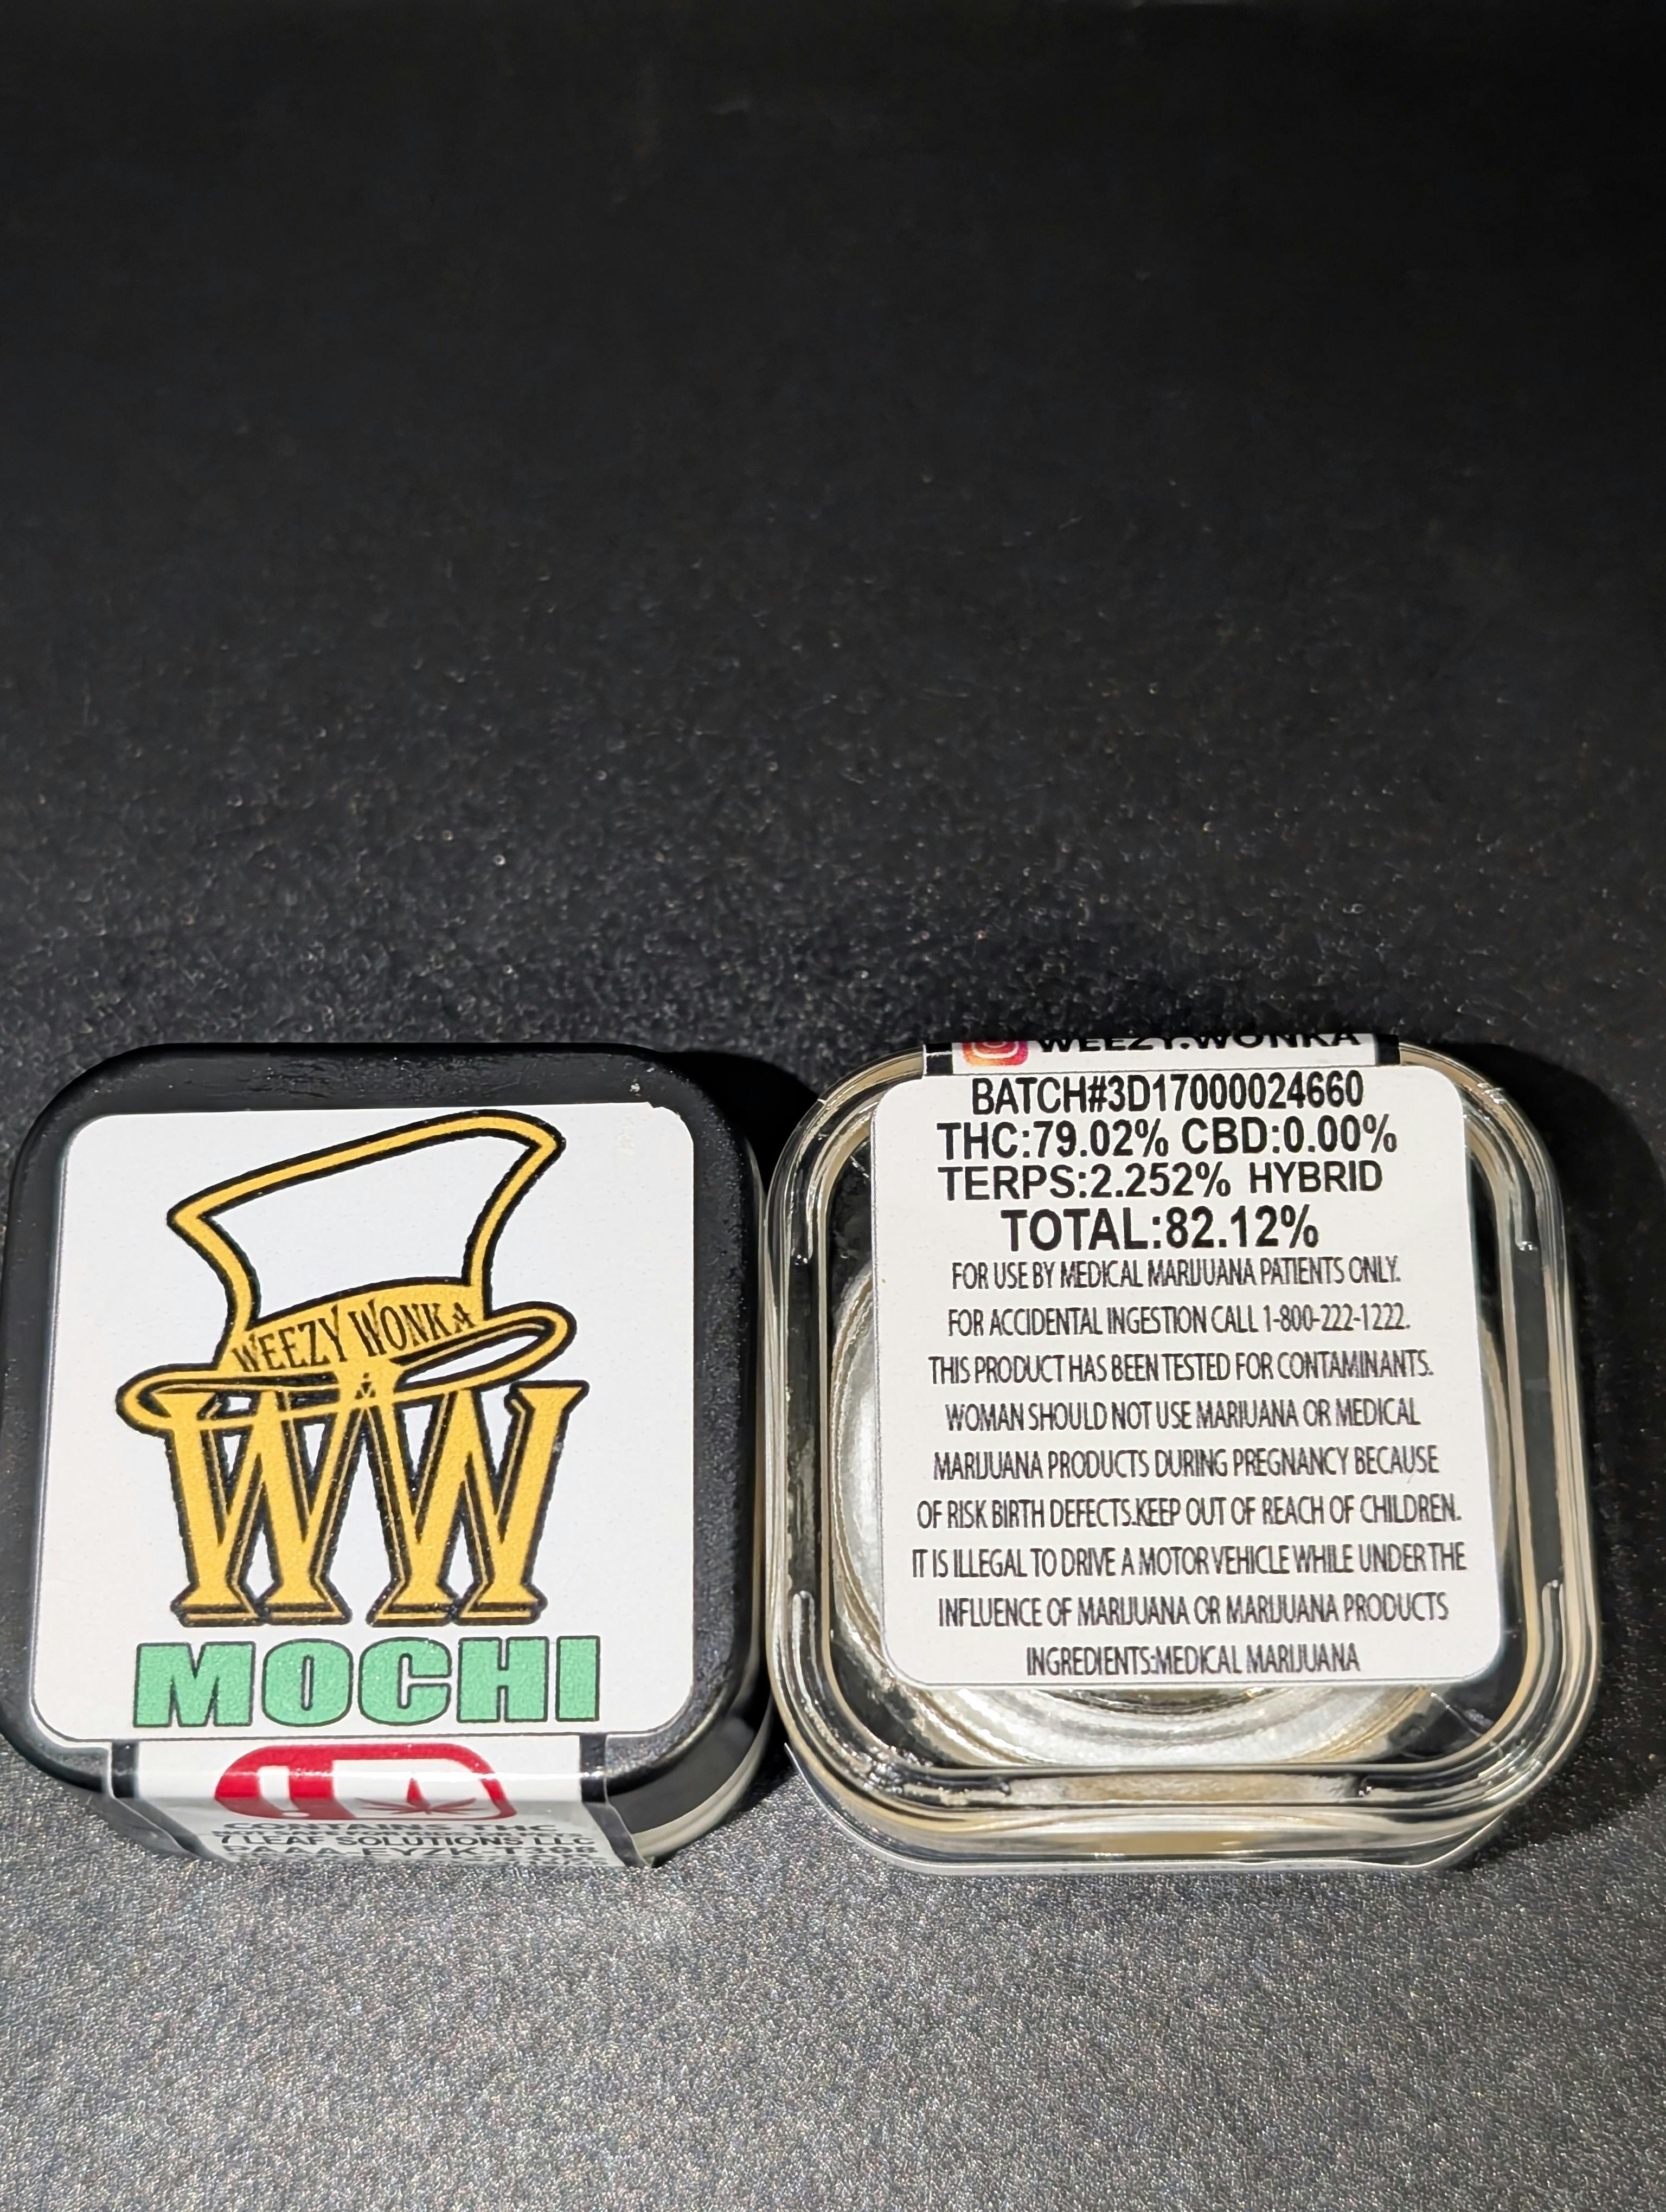 WEEZY WONKA
WW
MOCHI
CONTAINS THC
7 LEAF SOLUTIONS LLC
WEEZY.WONKA
BATCH#3D17000024660
THC:79.02% CBD:0.00%
TERPS:2.252% HYBRID
TOTAL:82.12%
FOR USE BY MEDICAL MARIJUANA PATIENTS ONLY.
FOR ACCIDENTAL INGESTION CALL 1-800-222-1222.
THIS PRODUCT HAS BEEN TESTED FOR CONTAMINANTS.
WOMAN SHOULD NOT USE MARIJUANA OR MEDICAL
MARIJUANA PRODUCTS DURING PREGNANCY BECAUSE
OF RISK BIRTH DEFECTS.KEEP OUT OF REACH OF CHILDREN.
IT IS ILLEGAL TO DRIVE A MOTOR VEHICLE WHILE UNDER THE
INFLUENCE OF MARIJUANA OR MARIJUANA PRODUCTS
INGREDIENTS:MEDICAL MARIJUANA